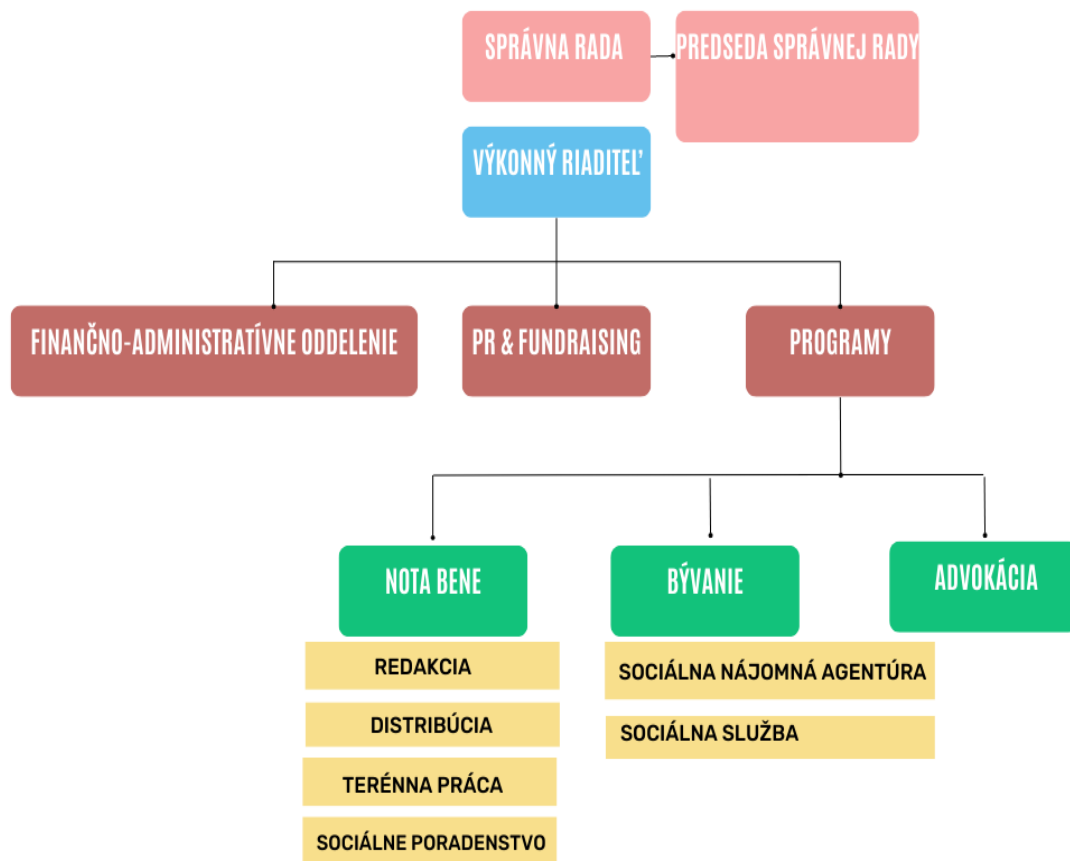 SPRÁVNA RADA
PREDSEDA SPRÁVNEJ RADY
VÝKONNÝ RIADITEĽ
FINANČNO-ADMINISTRATÍVNE ODDELENIE
PR & FUNDRAISING
PROGRAMY
NOTA BENE
BÝVANIE
ADVOKÁCIA
REDAKCIA
DISTRIBÚCIA
TERÉNNA PRÁCA
SOCIÁLNE PORADENSTVO
SOCIÁLNA NÁJOMNÁ AGENTÚRA
SOCIÁLNA SLUŽBA